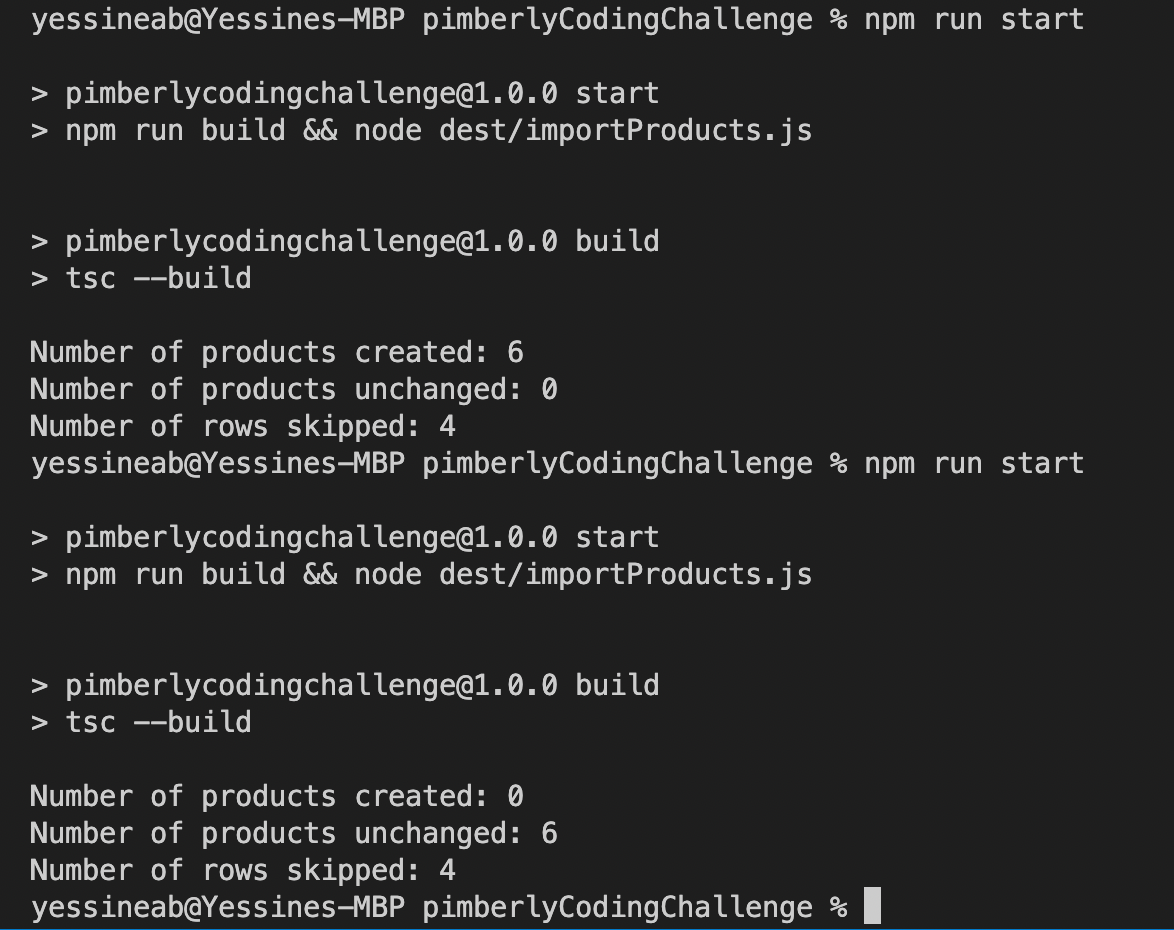 yessineab@Yessines-MBP pimberlyCodingChallenge % npm run start
> pimberlycodingchallenge@1.0.0 start
> npm run build && node dest/importProducts.js
> pimberlycodingchallenge@1.0.0 build
> tsc --build
Number of products created: 6
Number of products unchanged: 0
Number of rows skipped: 4
yessineab@Yessines-MBP pimberlyCodingChallenge % npm run start
> pimberlycodingchallenge@1.0.0 start
> npm run build && node dest/importProducts.js
> pimberlycodingchallenge@1.0.0 build
> tsc --build
Number of products created: 0
Number of products unchanged: 6
Number of rows skipped: 4
yessineab@Yessines-MBP pimberlyCodingChallenge %